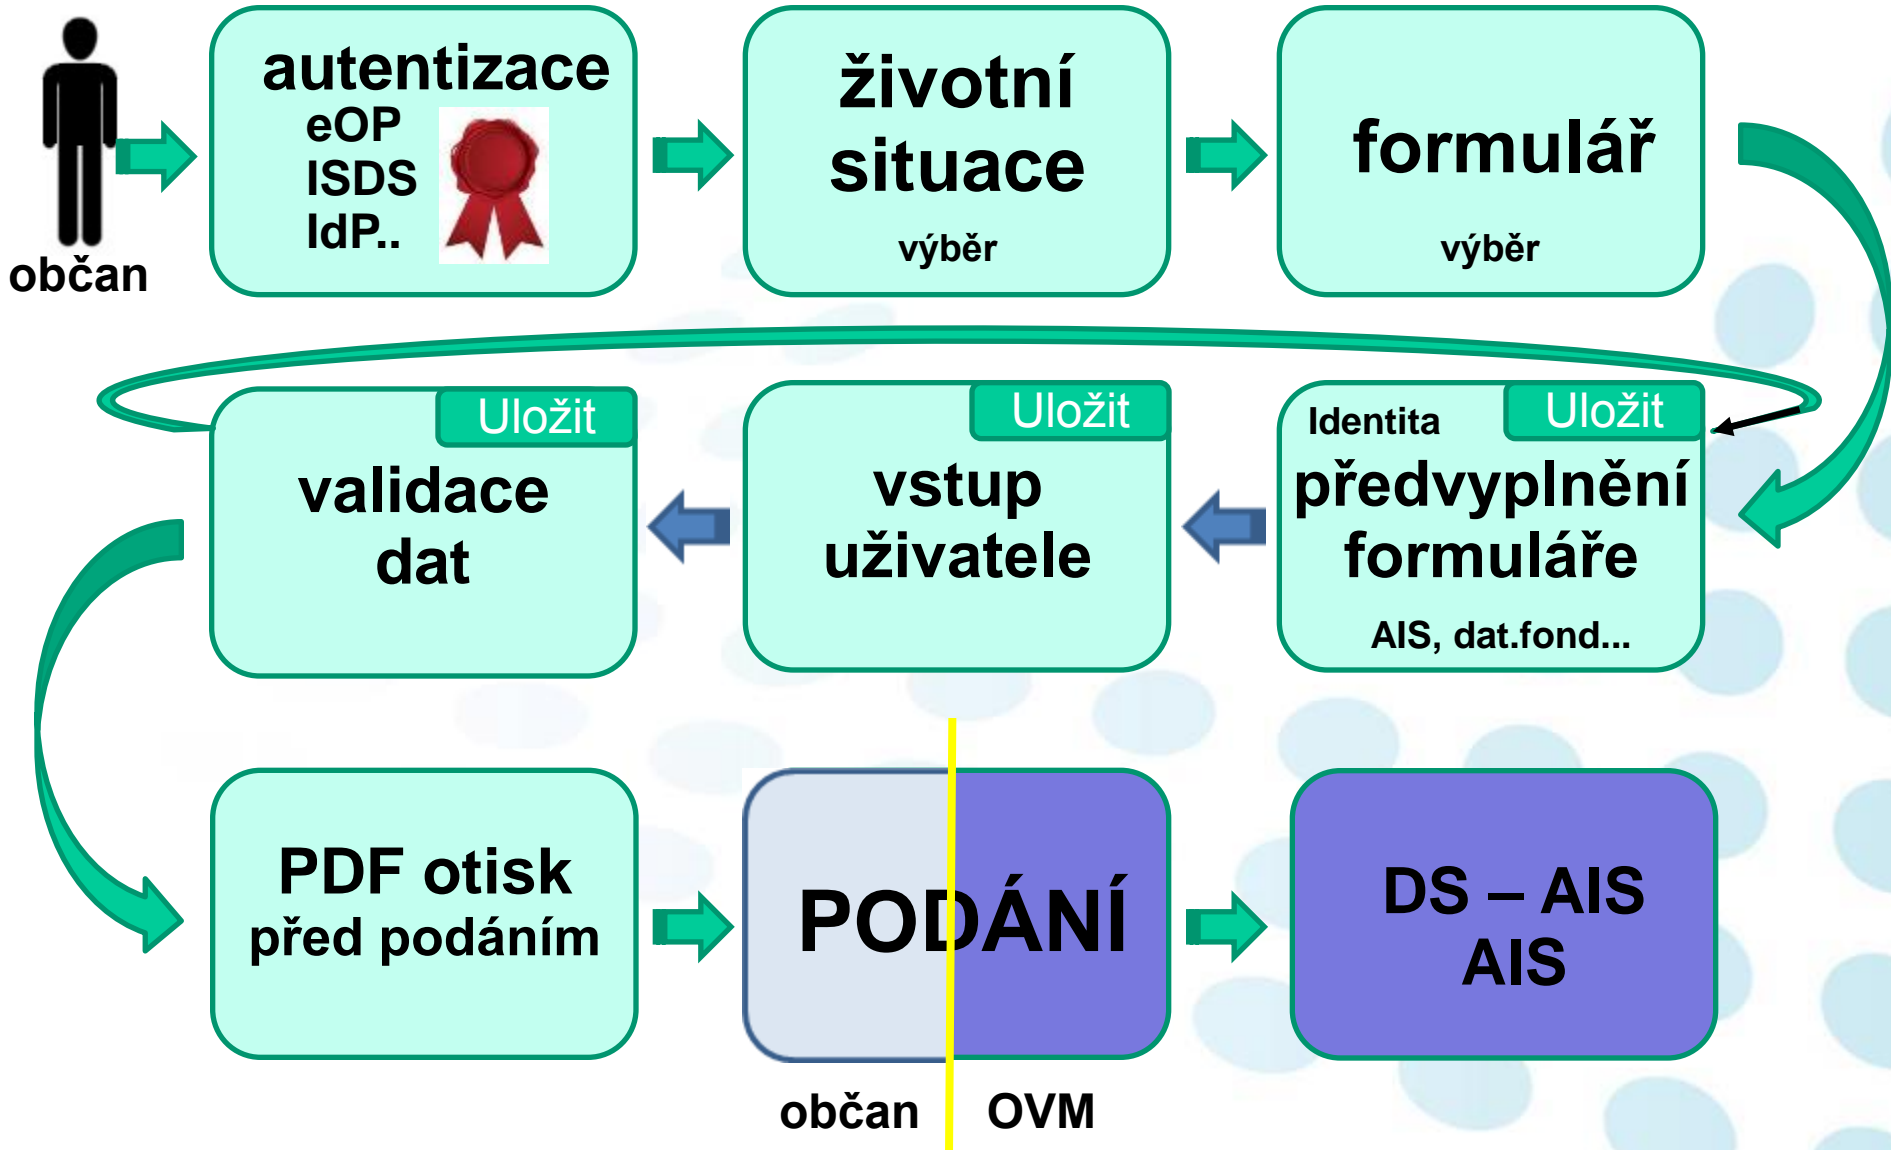 občan
autentizace
eOP
ISDS
IdP..
životní
situace
výběr
formulář
výběr
Uložit
validace
dat
Uložit
vstup
uživatele
Identita
Uložit
předvyplnění
formuláře
AIS, dat.fond...
PDF otisk
před podáním
PODÁNÍ
občan
OVM
DS – AIS
AIS